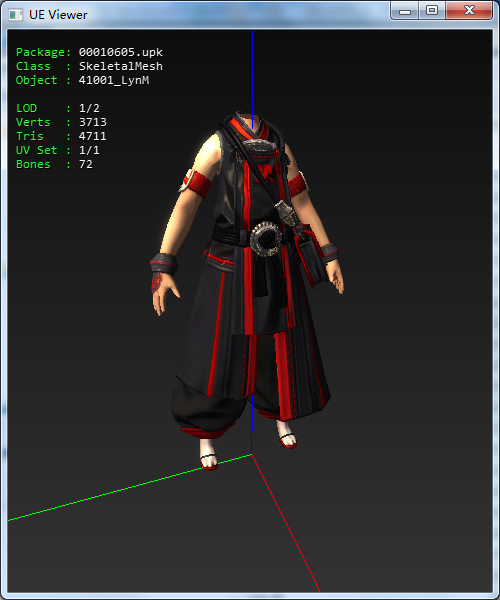 UE Viewer
Package: 00010605.upk
Class  : SkeletalMesh
Object : 41001_LynM
LOD    : 1/2
Verts  : 3713
Tris   : 4711
UV Set : 1/1
Bones  : 72